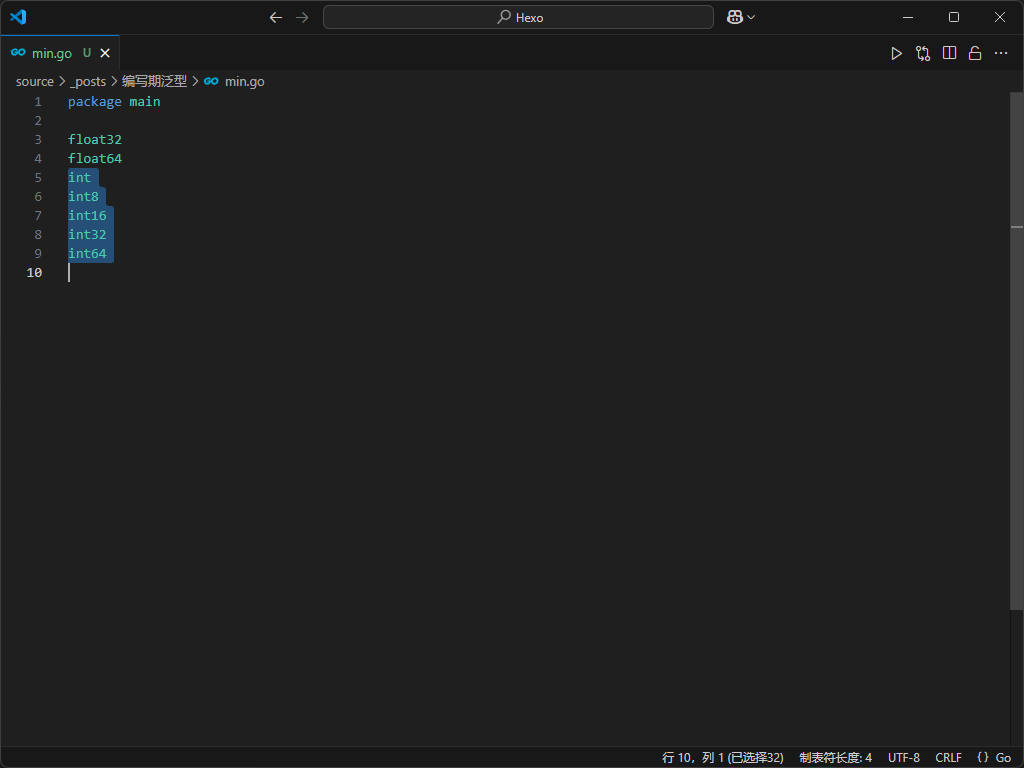 Hexo
GO min.go U
source > _posts > 编写期泛型 > GO min.go
1 package main
2
3 float32
4 float64
5 int
6 int8
7 int16
8 int32
9 int64
10
行 10，列 1 (已选择32) 制表符长度: 4 UTF-8 CRLF {} Go